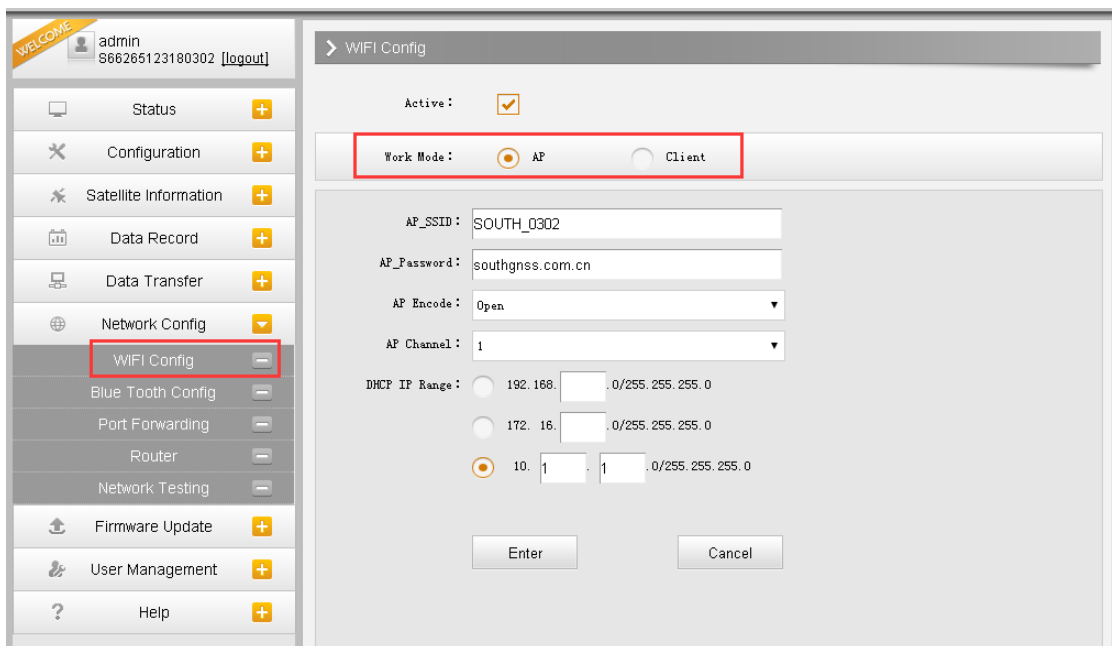 WELCOME
admin
S66265123180302 [logout]
Status
Configuration
Satellite Information
Data Record
Data Transfer
Network Config
WIFI Config
Blue Tooth Config
Port Forwarding
Router
Network Testing
Firmware Update
User Management
? Help
WIFI Config
Active:
Work Mode: AP Client
AP_SSID: SOUTH_0302
AP_Password: southgnss.com.cn
AP Encode: Open
AP Channel: 1
DHCP IP Range: 192.168. .0/255.255.255.0
172. 16. .0/255.255.255.0
10. 1 . 1 .0/255.255.255.0
Enter Cancel